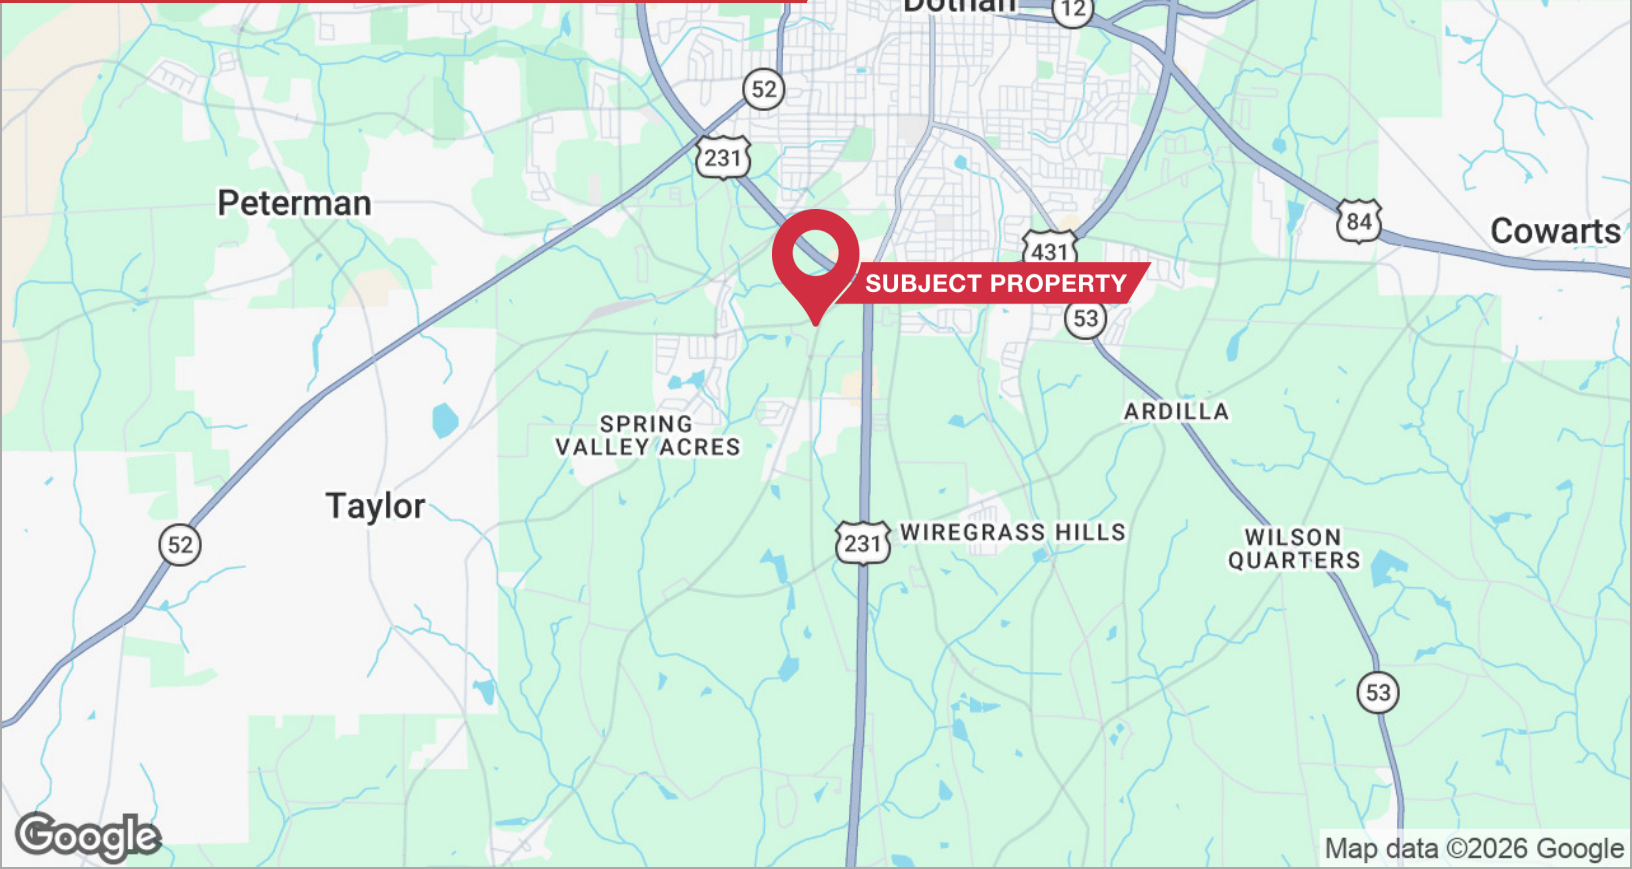 Dothan
12
52
231
Peterman
84
Cowarts
431
SUBJECT PROPERTY
53
ARDILLA
SPRING
VALLEY ACRES
Taylor
52
231
WIREGRASS HILLS
WILSON
QUARTERS
53
Google
Map data ©2026 Google